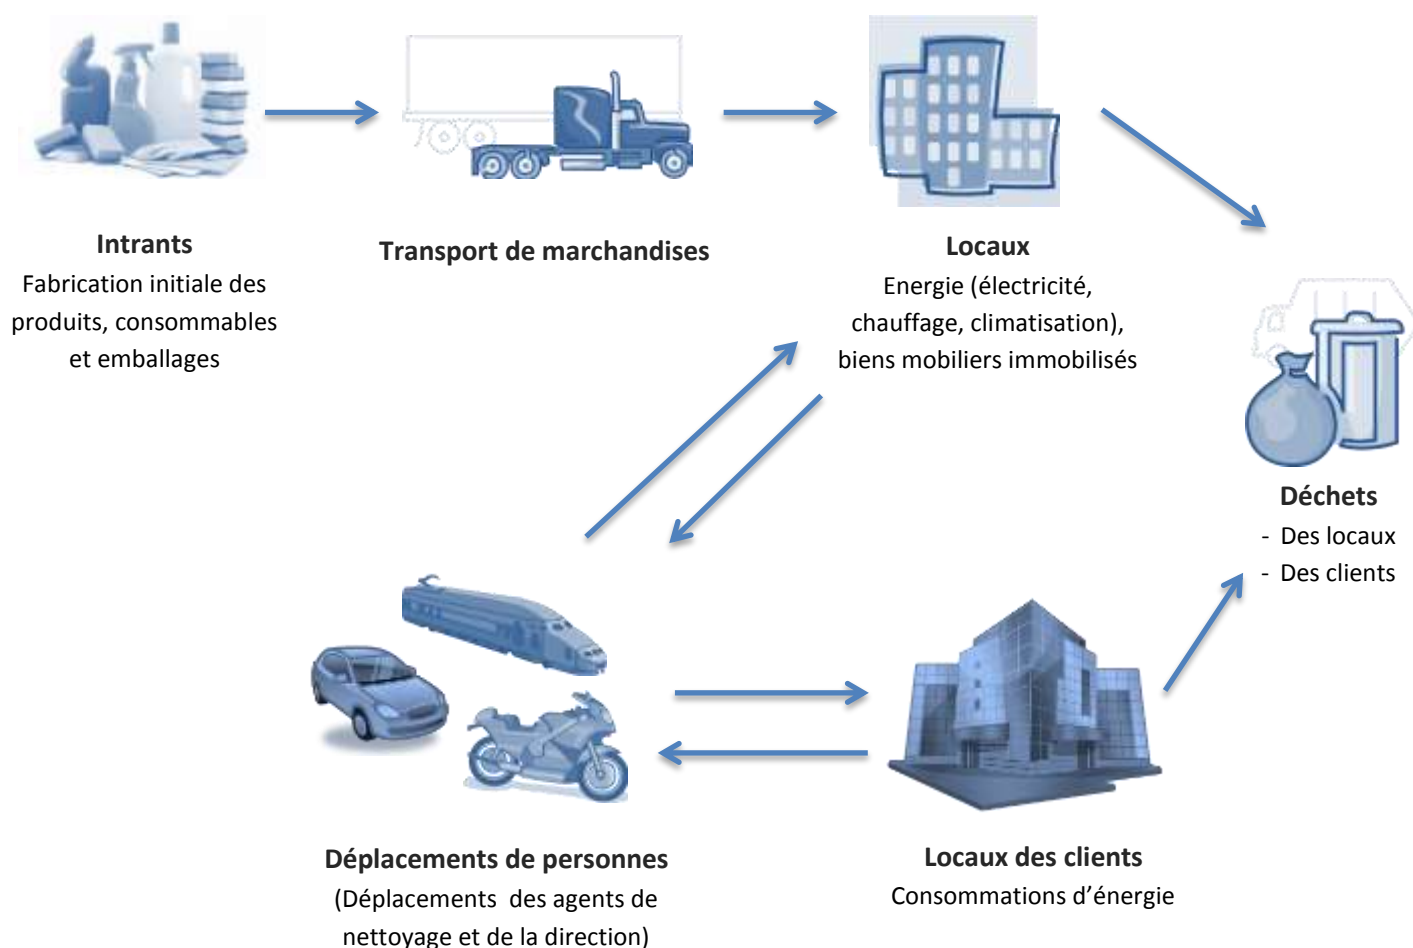 Intrants
Fabrication initiale des
produits, consommables
et emballages
Transport de marchandises
Locaux
Energie (électricité,
chauffage, climatisation),
biens mobiliers immobilisés
Déchets
- Des locaux
- Des clients
Déplacements de personnes
(Déplacements des agents de
nettoyage et de la direction)
Locaux des clients
Consommations d’énergie